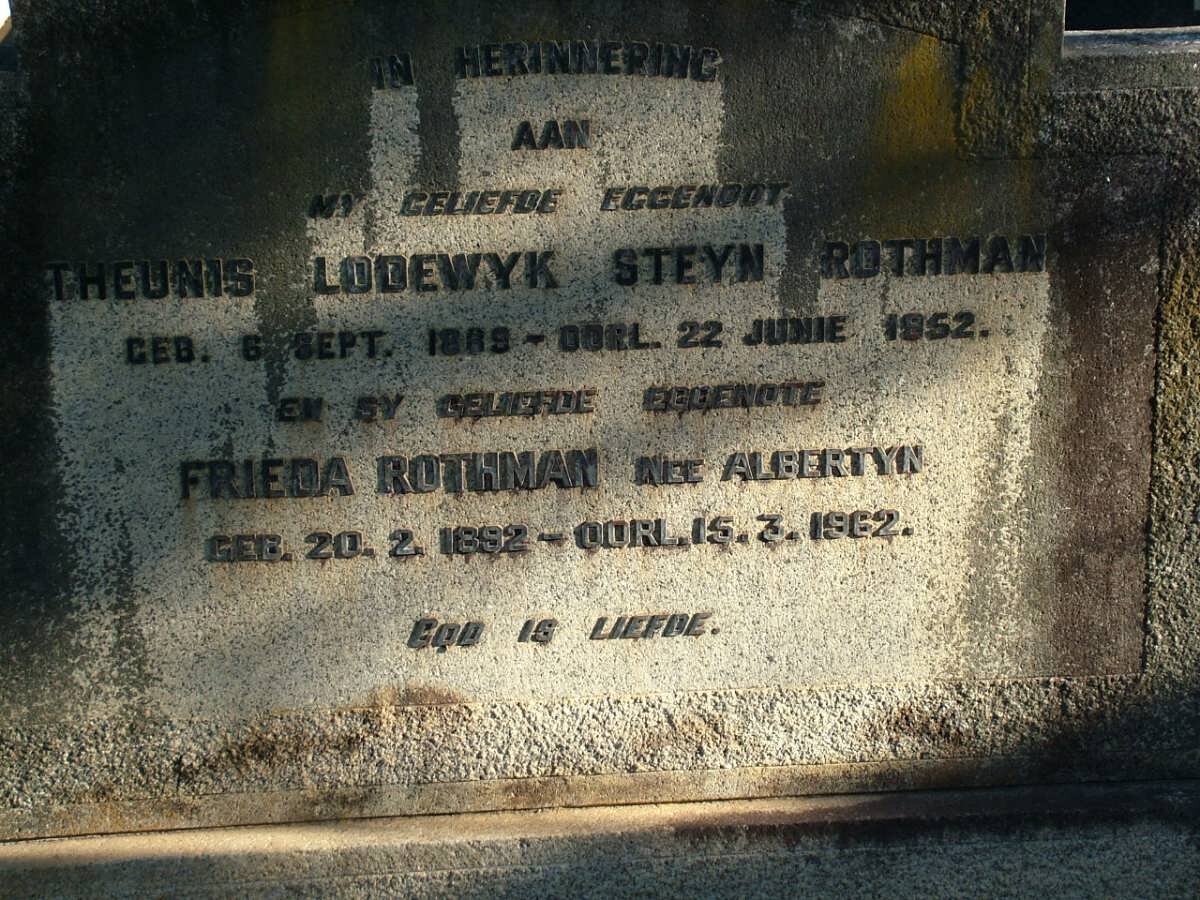 IN HERINNERING
AAN
MY GELIEFDE EGGENOOT
THEUNIS LODEWYK STEYN ROTHMAN
GEB. 6 SEPT. 1889 - OORL. 22 JUNIE 1952.
EN SY GELIEFDE EGGENOTE
FRIEDA ROTHMAN NEE ALBERTYN
GEB. 20. 2. 1892 - OORL. 15. 3. 1962.
GOD IS LIEFDE.